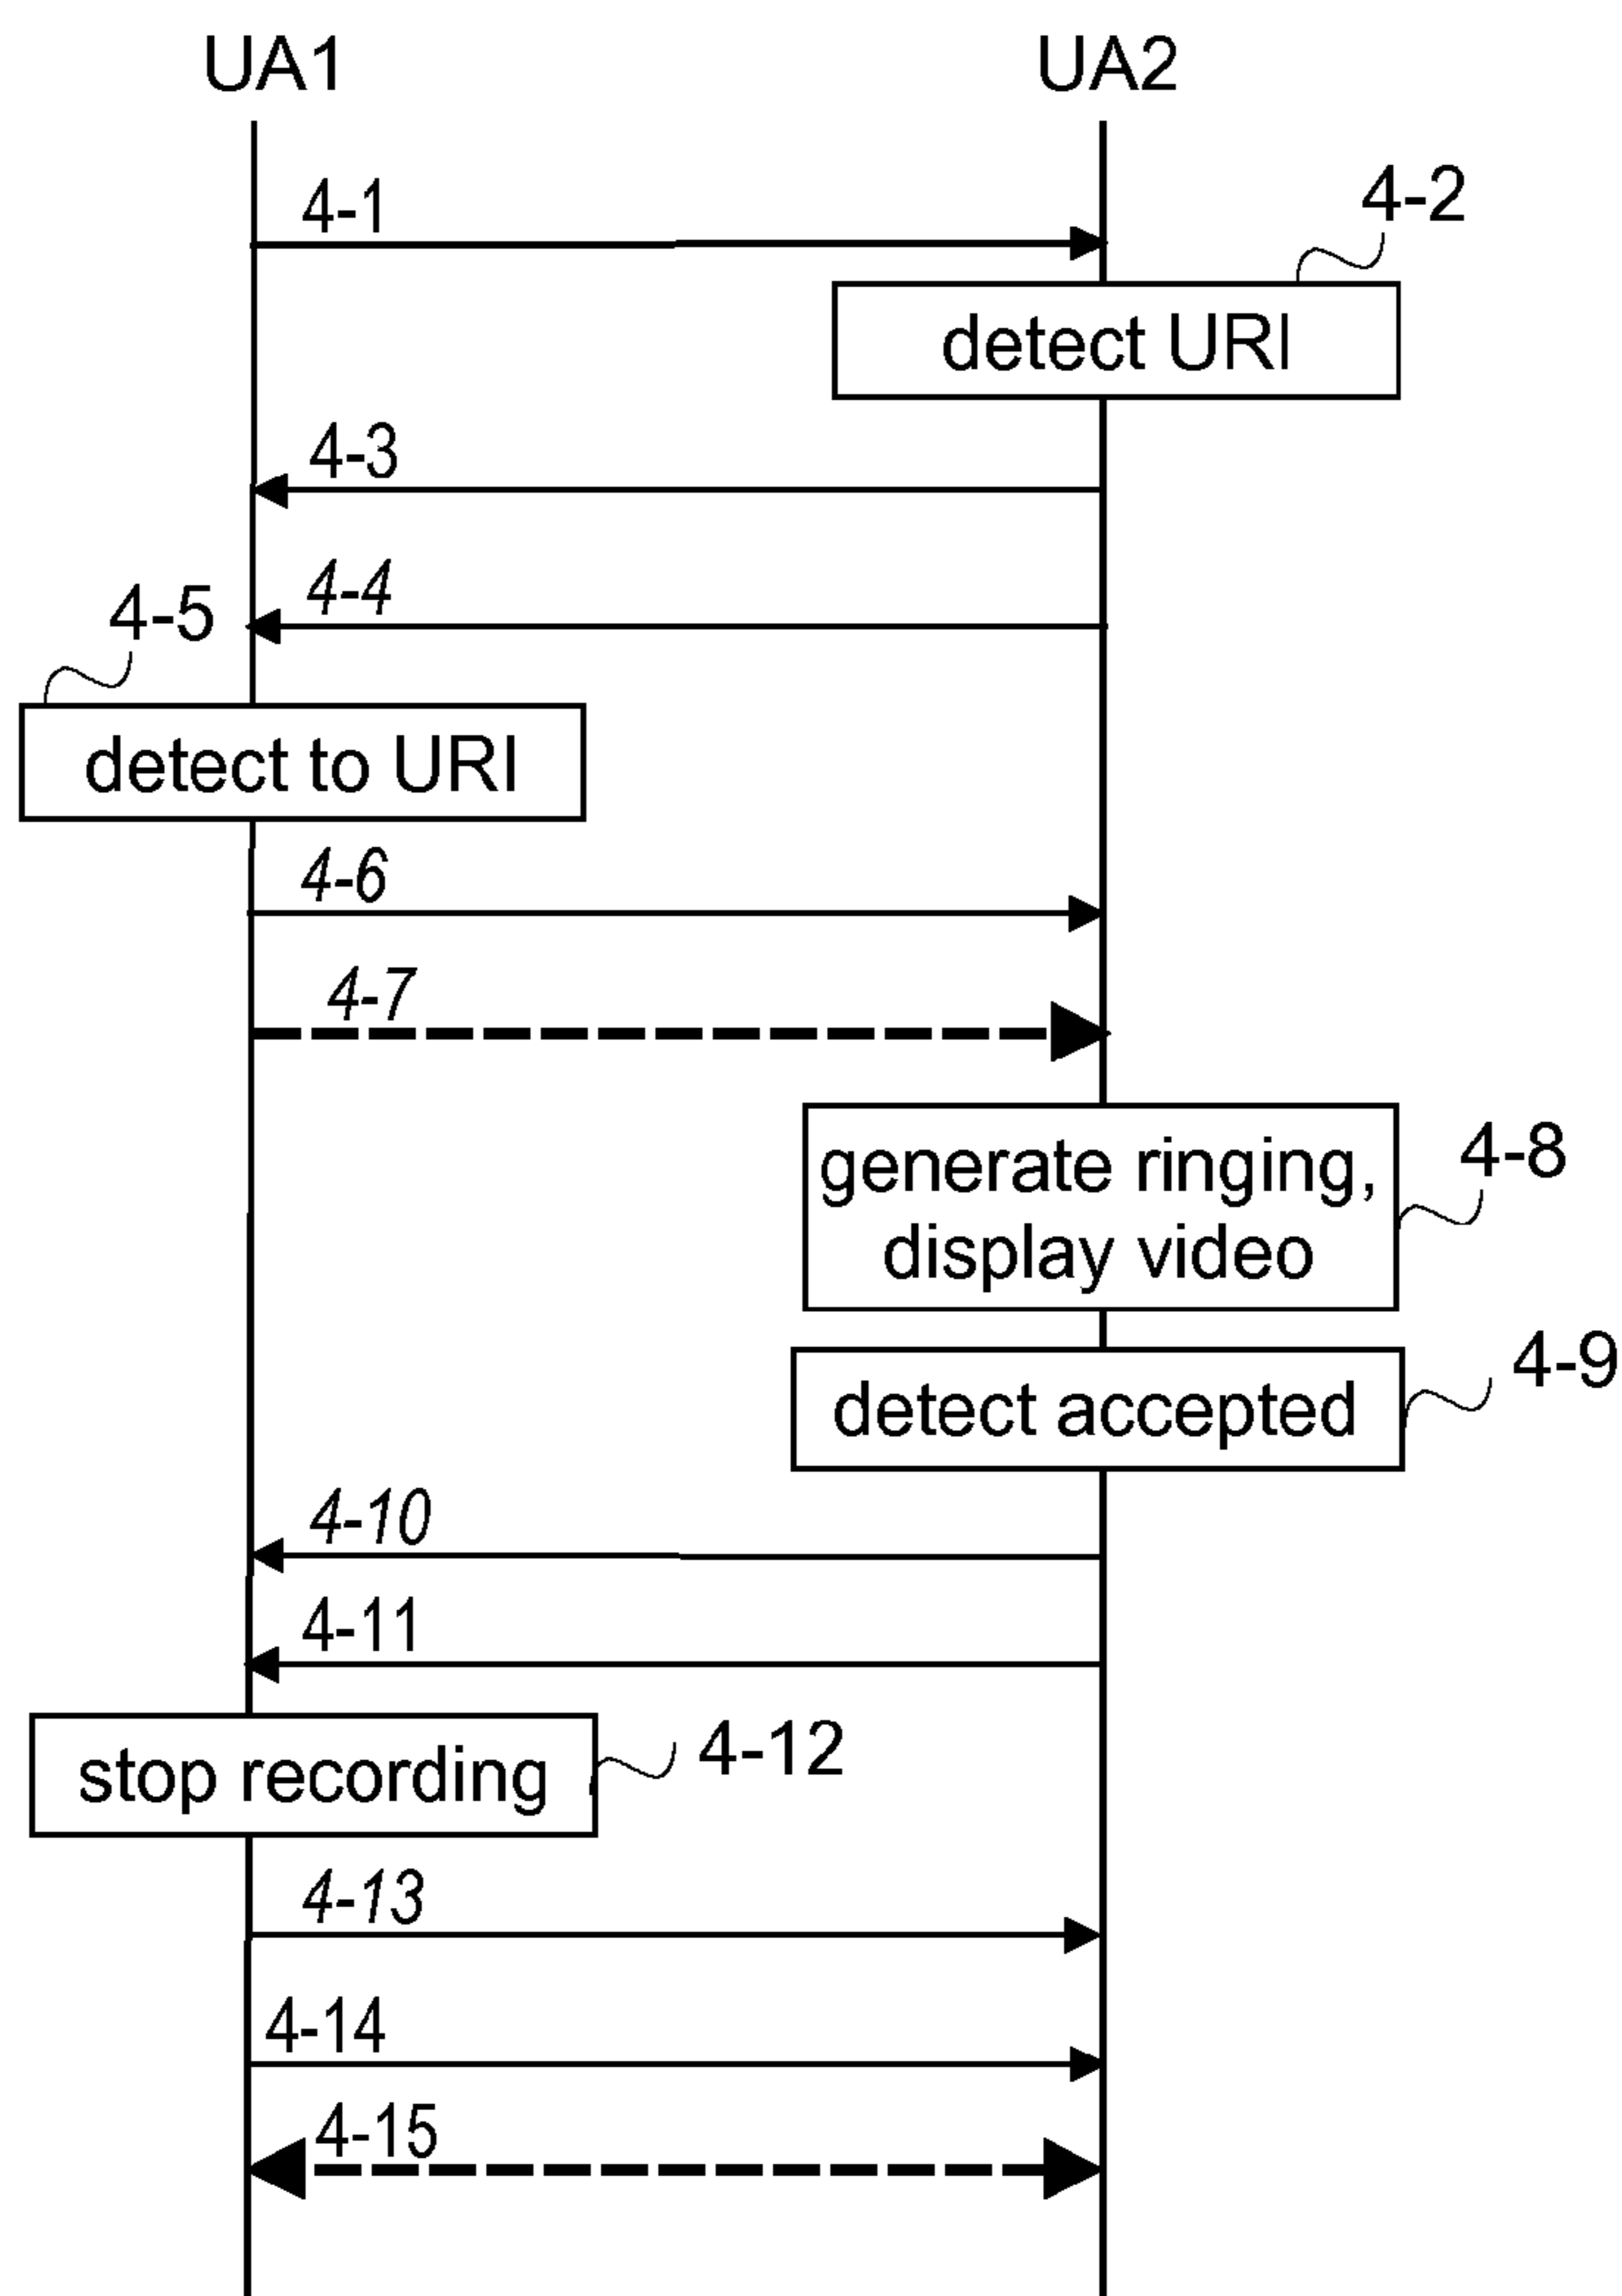 UA1 UA2
4-1
4-2
detect URI
4-3
4-4
4-5
detect to URI
4-6
4-7
generate ringing,
display video
4-8
detect accepted
4-9
4-10
4-11
stop recording
4-12
4-13
4-14
4-15